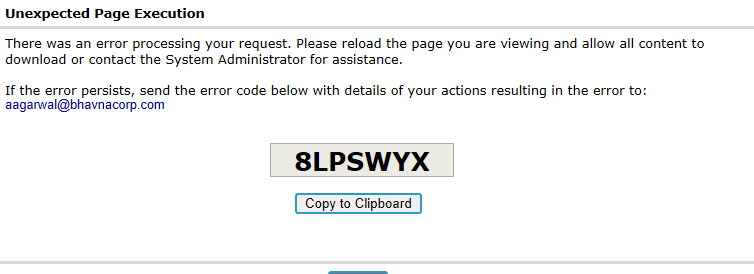 Unexpected Page Execution
There was an error processing your request. Please reload the page you are viewing and allow all content to
download or contact the System Administrator for assistance.
If the error persists, send the error code below with details of your actions resulting in the error to:
aagarwal@bhavnacorp.com
8LPSWYX
Copy to Clipboard